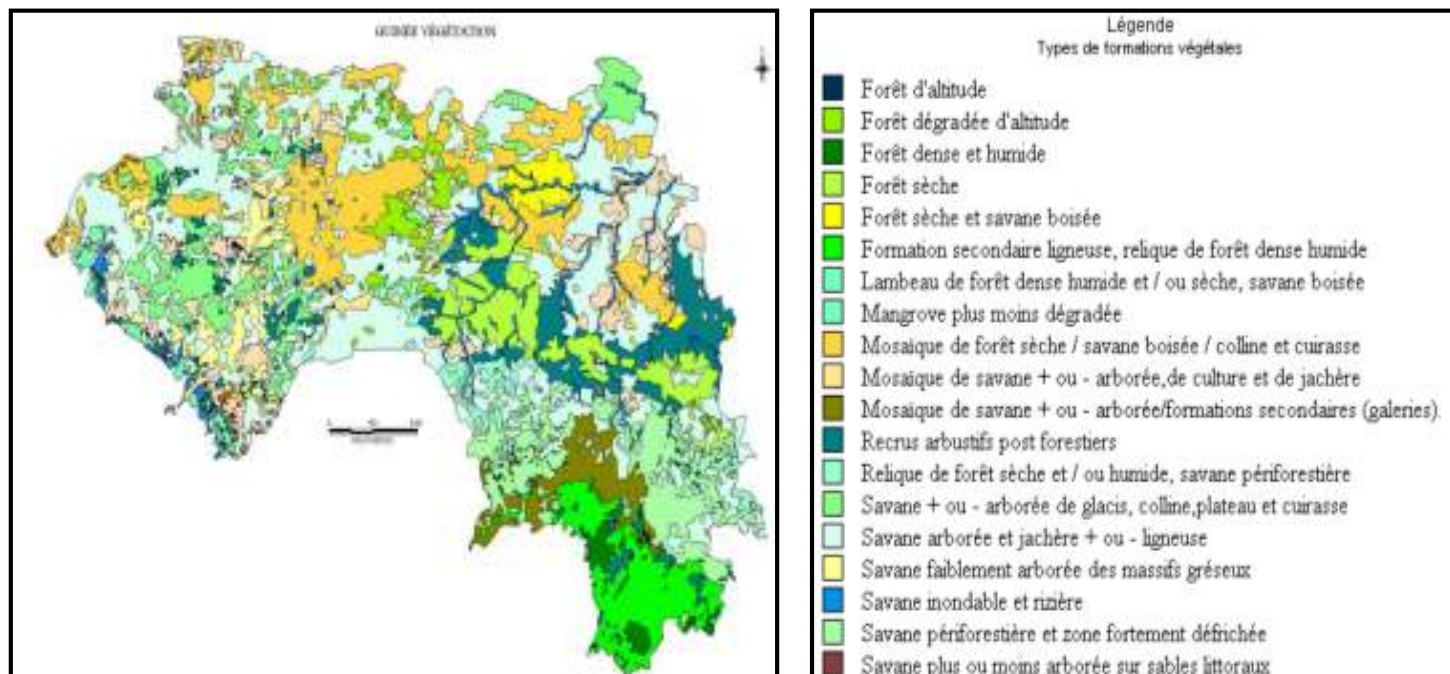 GUINEE VÉGÉTATION
Légende
Types de formations végétales
Forêt d'altitude
Forêt dégradée d'altitude
Forêt dense et humide
Forêt sèche
Forêt sèche et savane boisée
Formation secondaire ligneuse, relique de forêt dense humide
Lambeau de forêt dense humide et / ou sèche, savane boisée
Mangrove plus moins dégradée
Mosaïque de forêt sèche / savane boisée / colline et cuirasse
Mosaïque de savane + ou - arborée,de culture et de jachère
Mosaïque de savane + ou - arborée/formations secondaires (galeries).
Recrus arbustifs post forestiers
Relique de forêt sèche et / ou humide, savane périforestière
Savane + ou - arborée de glacis, colline,plateau et cuirasse
Savane arborée et jachère + ou - ligneuse
Savane faiblement arborée des massifs gréseux
Savane inondable et rizière
Savane périforestière et zone fortement défrichée
Savane plus ou moins arborée sur sables littoraux